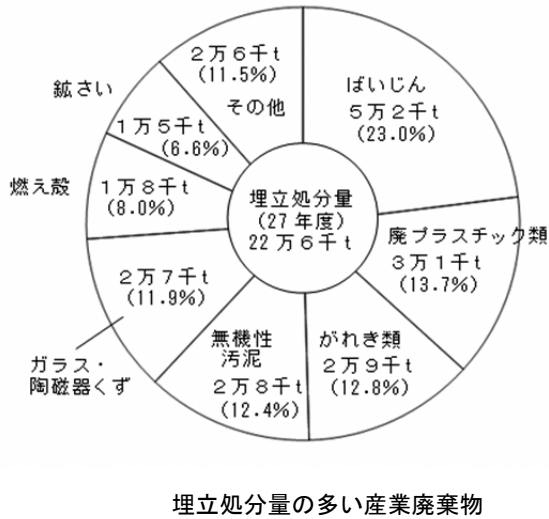 ばいじん
5万2千t
(23.0%)
廃プラスチック類
3万1千t
(13.7%)
がれき類
2万9千t
(12.8%)
無機性
汚泥
2万8千t
(12.4%)
2万7千t
(11.9%)
ガラス・
陶磁器くず
燃え殻
1万8千t
(8.0%)
鉱さい
1万5千t
(6.6%)
2万6千t
(11.5%)
その他
埋立処分量
(27年度)
22万6千t
埋立処分量の多い産業廃棄物